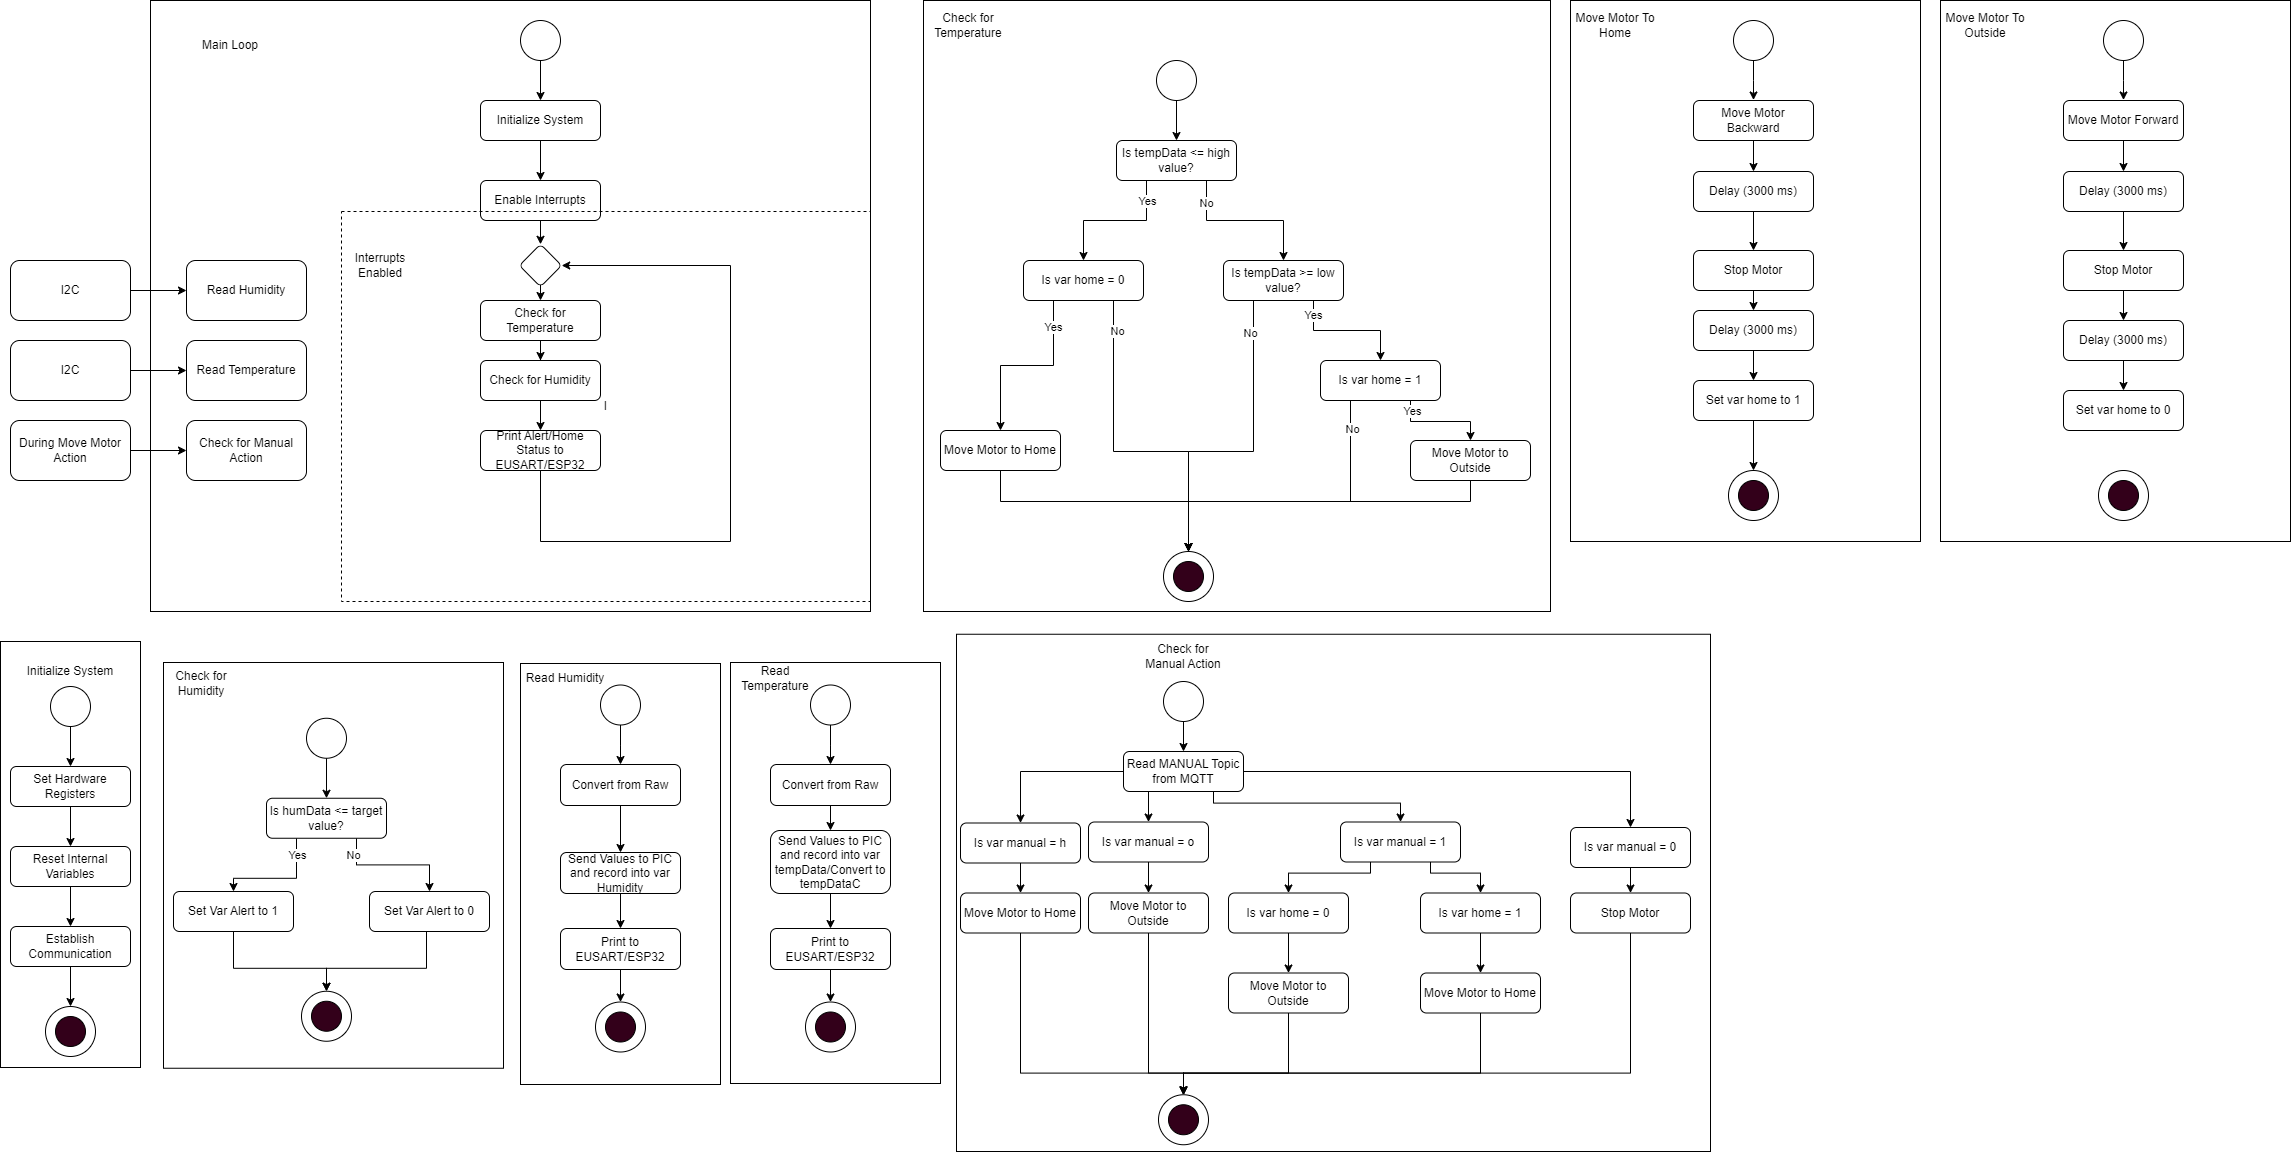 Main Loop
Initialize System
Enable Interrupts
Interrupts
Enabled
I2C
Read Humidity
I2C
Read Temperature
During Move Motor
Action
Check for Manual
Action
Check for
Temperature
Check for Humidity
I
Print Alert/Home
Status to
EUSART/ESP32
Check for
Temperature
Is tempData <= high
value?
Yes
No
Is var home = 0
Is tempData >= low
value?
Yes
No
No
Yes
Is var home = 1
Yes
No
Move Motor to Home
Move Motor to
Outside
Move Motor To
Home
Move Motor
Backward
Delay (3000 ms)
Stop Motor
Delay (3000 ms)
Set var home to 1
Move Motor To
Outside
Move Motor Forward
Delay (3000 ms)
Stop Motor
Delay (3000 ms)
Set var home to 0
Initialize System
Set Hardware
Registers
Reset Internal
Variables
Establish
Communication
Check for
Humidity
Is humData <= target
value?
Yes
No
Set Var Alert to 1
Set Var Alert to 0
Read Humidity
Convert from Raw
Send Values to PIC
and record into var
Humidity
Print to
EUSART/ESP32
Read
Temperature
Convert from Raw
Send Values to PIC
and record into var
tempData/Convert to
tempDataC
Print to
EUSART/ESP32
Check for
Manual Action
Read MANUAL Topic
from MQTT
Is var manual = h
Is var manual = o
Is var manual = 1
Is var manual = 0
Move Motor to Home
Move Motor to
Outside
Is var home = 0
Is var home = 1
Stop Motor
Move Motor to
Outside
Move Motor to Home